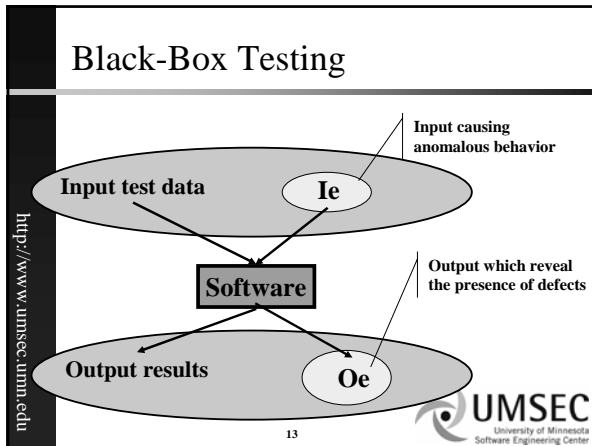 Black-Box Testing
Input causing
anomalous behavior
Input test data
Ie
http://www.umsec.umn.edu
Software
Output which reveal
the presence of defects
Output results
Oe
13
UMSEC
University of Minnesota
Software Engineering Center